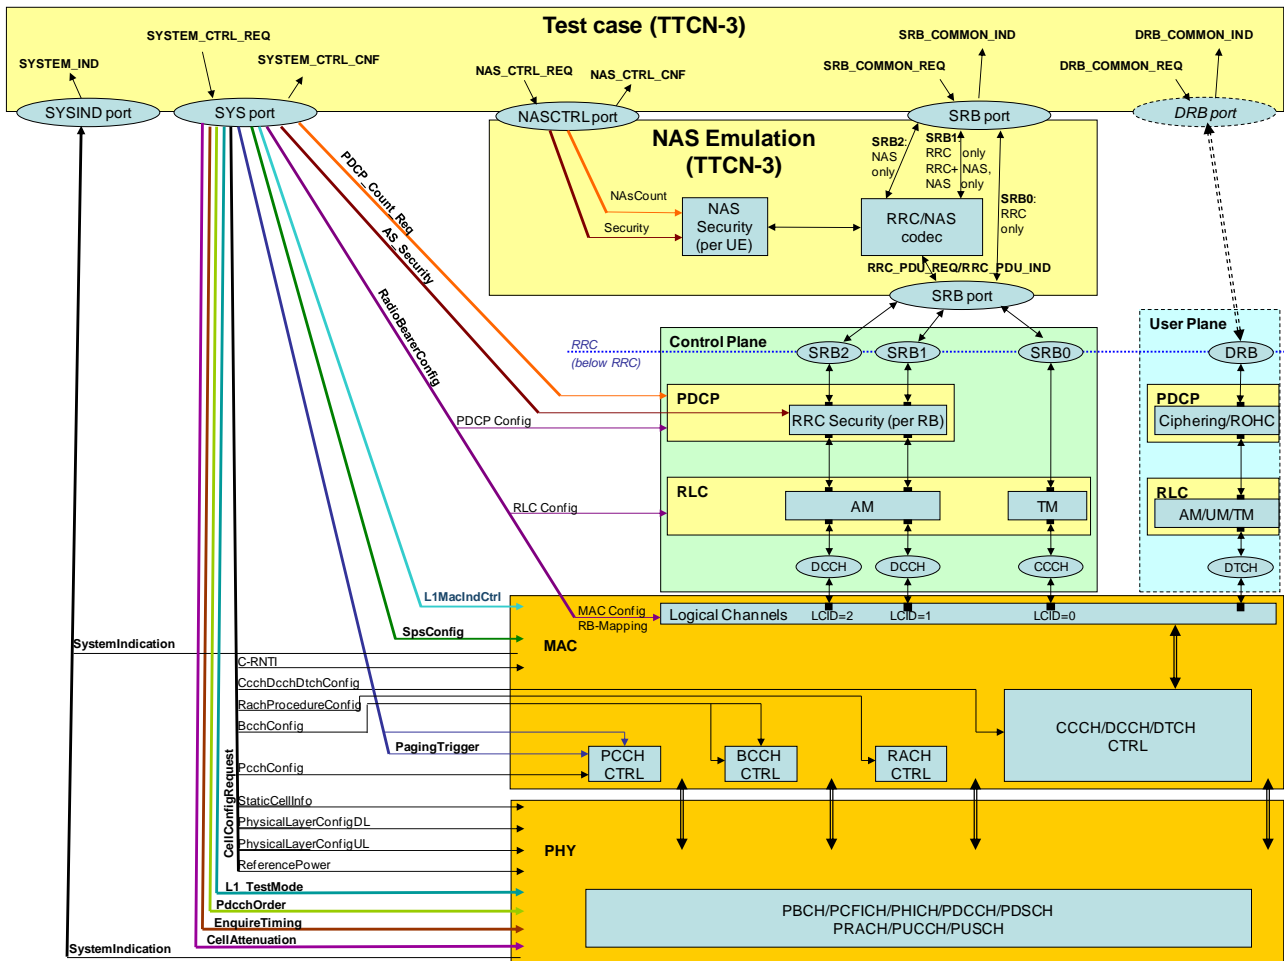 Test case (TTCN-3)
SYSTEM_IND
SYSTEM_CTRL_REQ
SYSTEM_CTRL_CNF
NAS_CTRL_REQ
NAS_CTRL_CNF
SRB_COMMON_IND
SRB_COMMON_REQ
DRB_COMMON_IND
DRB_COMMON_REQ
SYSIND port
SYS port
NASCTRL port
SRB port
DRB port
NAS Emulation
(TTCN-3)
SRB2:
NAS
only
SRB1:
RRC only
RRC+ NAS,
NAS only
SRB0:
RRC
only
NAsCount
Security
NAS
Security
(per UE)
RRC/NAS
codec
RRC_PDU_REQ/RRC_PDU_IND
SRB port
PDCP_Count_Req
AS_Security
RadioBearerConfig
RRC
(below RRC)
Control Plane
User Plane
SRB2
SRB1
SRB0
DRB
PDCP
RRC Security (per RB)
PDCP
Ciphering/ROHC
PDCP Config
RLC
AM
TM
RLC
AM/UM/TM
RLC Config
DCCH
DCCH
CCCH
DTCH
L1MacIndCtrl
MAC Config
RB-Mapping
Logical Channels
LCID=2
LCID=1
LCID=0
SpsConfig
MAC
SystemIndication
C-RNTI
CcchDcchDtchConfig
RachProcedureConfig
BcchConfig
PagingTrigger
PcchConfig
PCCH
CTRL
BCCH
CTRL
RACH
CTRL
CCCH/DCCH/DTCH
CTRL
CellConfigRequest
StaticCellInfo
PhysicalLayerConfigDL
PhysicalLayerConfigUL
ReferencePower
PHY
L1_TestMode
PdcchOrder
EnquireTiming
CellAttenuation
SystemIndication
PBCH/PCFICH/PHICH/PDCCH/PDSCH
PRACH/PUCCH/PUSCH